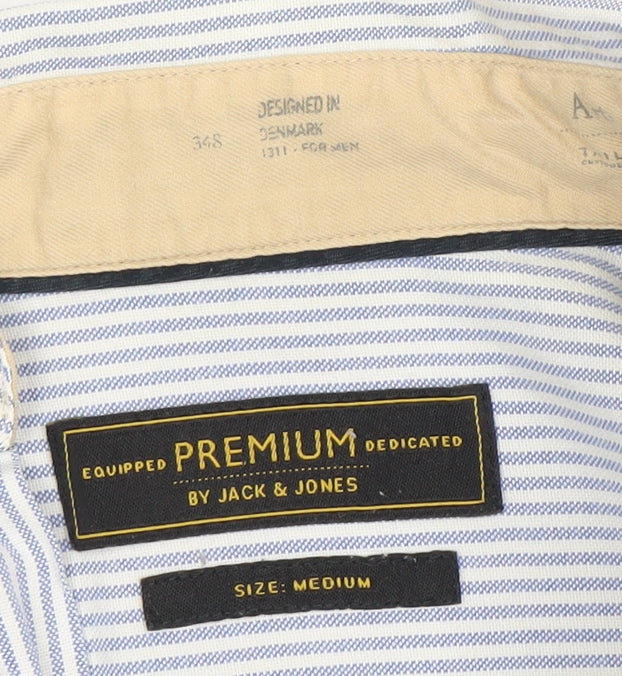 DESIGNED IN
DENMARK
1311 - FOR MEN
348
EQUIPPED PREMIUM DEDICATED
BY JACK & JONES
SIZE: MEDIUM